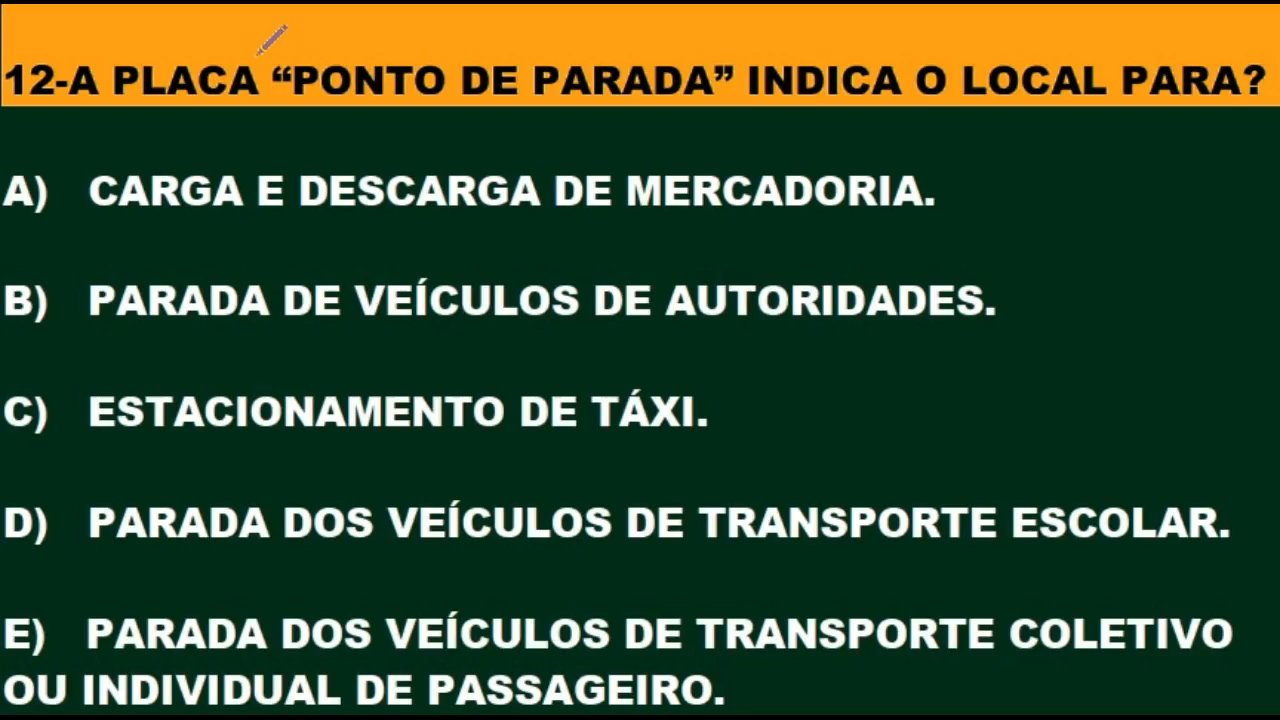 12-A PLACA “PONTO DE PARADA” INDICA O LOCAL PARA?
A) CARGA E DESCARGA DE MERCADORIA.
B) PARADA DE VEÍCULOS DE AUTORIDADES.
C) ESTACIONAMENTO DE TÁXI.
D) PARADA DOS VEÍCULOS DE TRANSPORTE ESCOLAR.
E) PARADA DOS VEÍCULOS DE TRANSPORTE COLETIVO
OU INDIVIDUAL DE PASSAGEIRO.